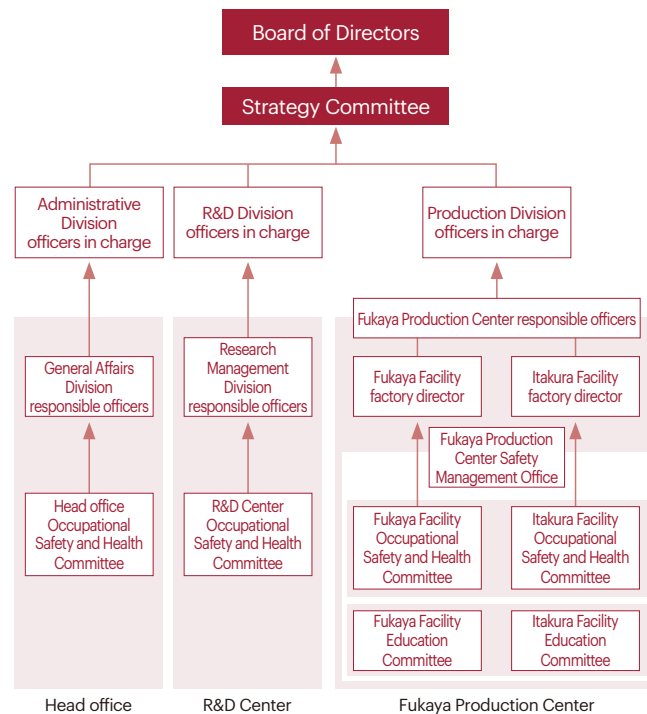 Board of Directors
Strategy Committee
Administrative
Division
officers in charge
R&D Division
officers in charge
Production Division
officers in charge
Fukaya Production Center responsible officers
General Affairs
Division
responsible officers
Research
Management
Division
responsible officers
Fukaya Facility
factory director
Itakura Facility
factory director
Fukaya Production
Center Safety
Management Office
Head office
Occupational
Safety and Health
Committee
R&D Center
Occupational
Safety and Health
Committee
Fukaya Facility
Occupational
Safety and Health
Committee
Itakura Facility
Occupational
Safety and Health
Committee
Fukaya Facility
Education
Committee
Itakura Facility
Education
Committee
Head office
R&D Center
Fukaya Production Center